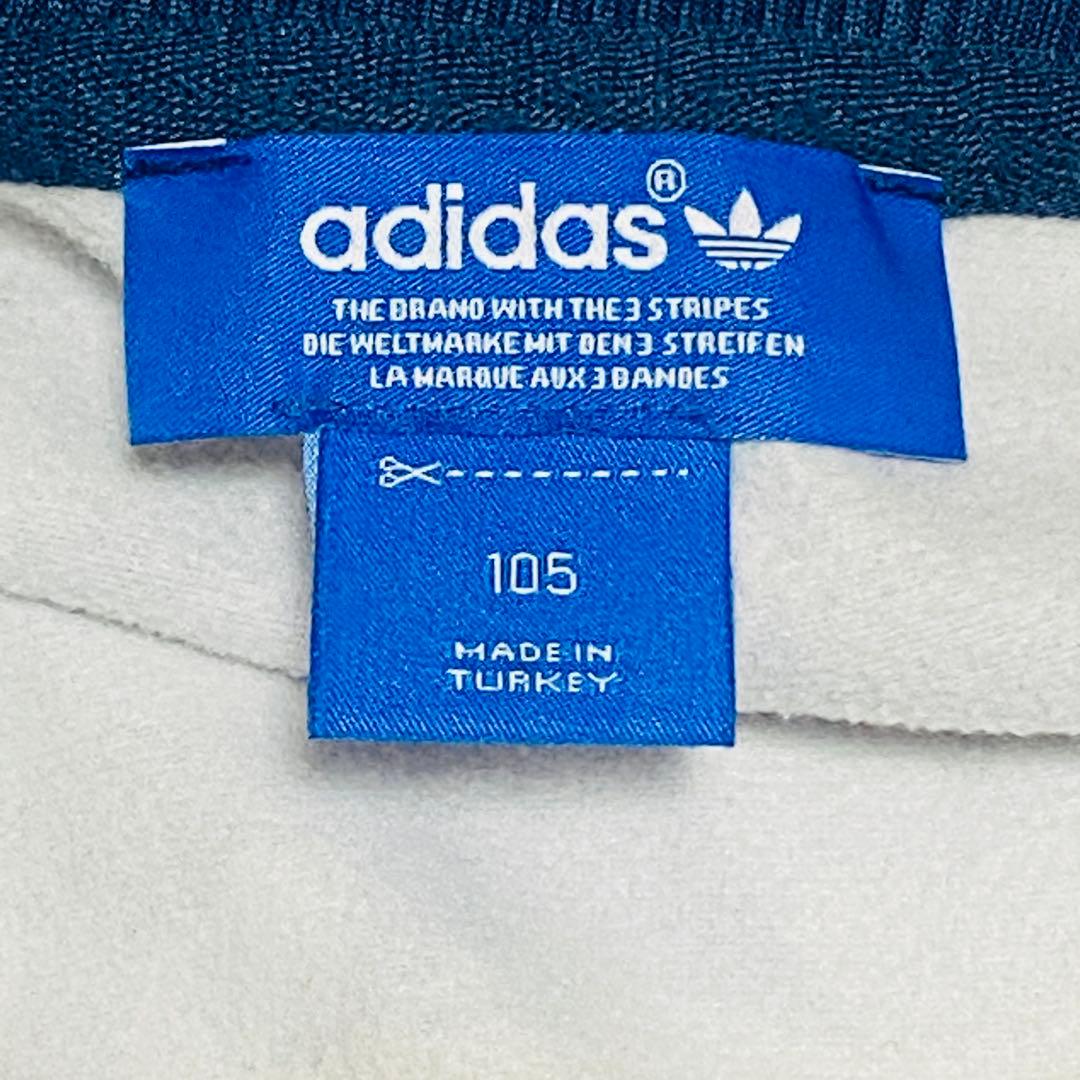 adidas®
THE BRAND WITH THE 3 STRIPES
DIE WELTMARKE MIT DEN 3 STREIFEN
LA MARQUE AUX 3 BANDES
105
MADE IN
TURKEY